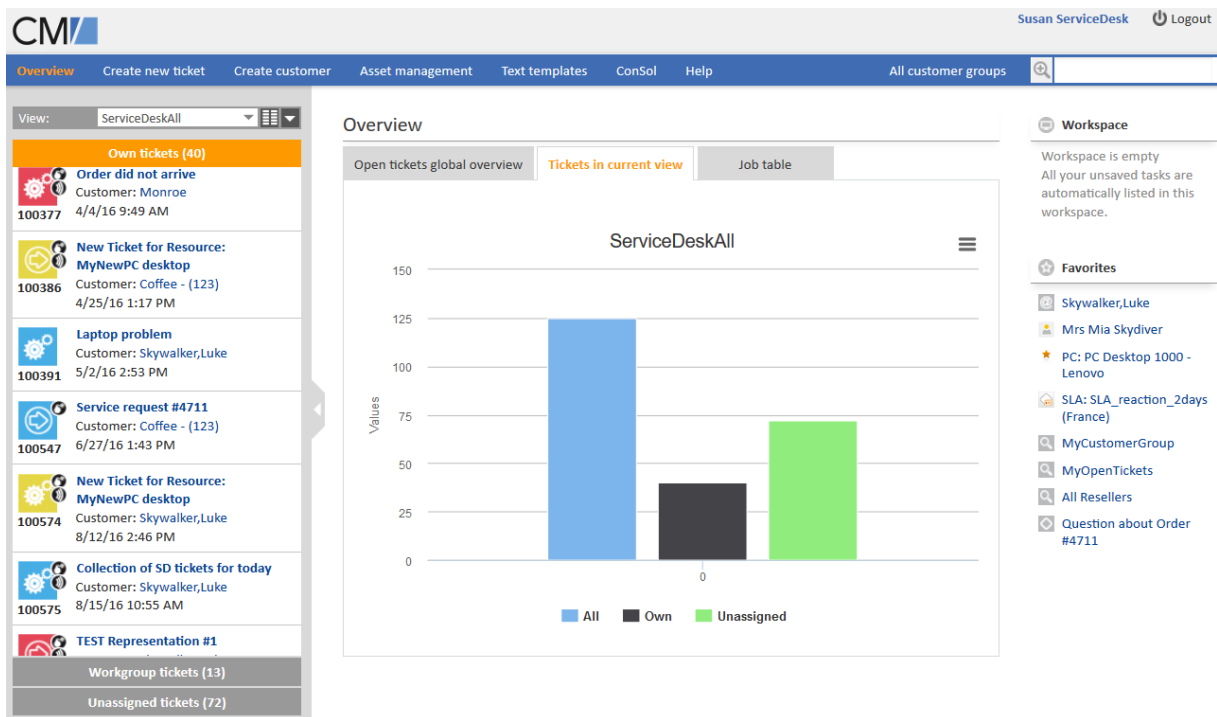 CM/
Susan ServiceDesk
Logout
Overview
Create new ticket
Create customer
Asset management
Text templates
ConSol
Help
All customer groups
View:
ServiceDeskAll
Own tickets (40)
Order did not arrive
Customer: Monroe
100377
4/4/16 9:49 AM
New Ticket for Resource:
MyNewPC desktop
Customer: Coffee - (123)
100386
4/25/16 1:17 PM
Laptop problem
Customer: Skywalker,Luke
100391
5/2/16 2:53 PM
Service request #4711
Customer: Coffee - (123)
100547
6/27/16 1:43 PM
New Ticket for Resource:
MyNewPC desktop
Customer: Skywalker,Luke
100574
8/12/16 2:46 PM
Collection of SD tickets for today
Customer: Skywalker,Luke
100575
8/15/16 10:55 AM
TEST Representation #1
Workgroup tickets (13)
Unassigned tickets (72)
Overview
Open tickets global overview
Tickets in current view
Job table
ServiceDeskAll
Values
150
125
100
75
50
25
0
0
All
Own
Unassigned
Workspace
Workspace is empty
All your unsaved tasks are
automatically listed in this
workspace.
Favorites
Skywalker,Luke
Mrs Mia Skydiver
PC: PC Desktop 1000 -
Lenovo
SLA: SLA_reaction_2days
(France)
MyCustomerGroup
MyOpenTickets
All Resellers
Question about Order
#4711